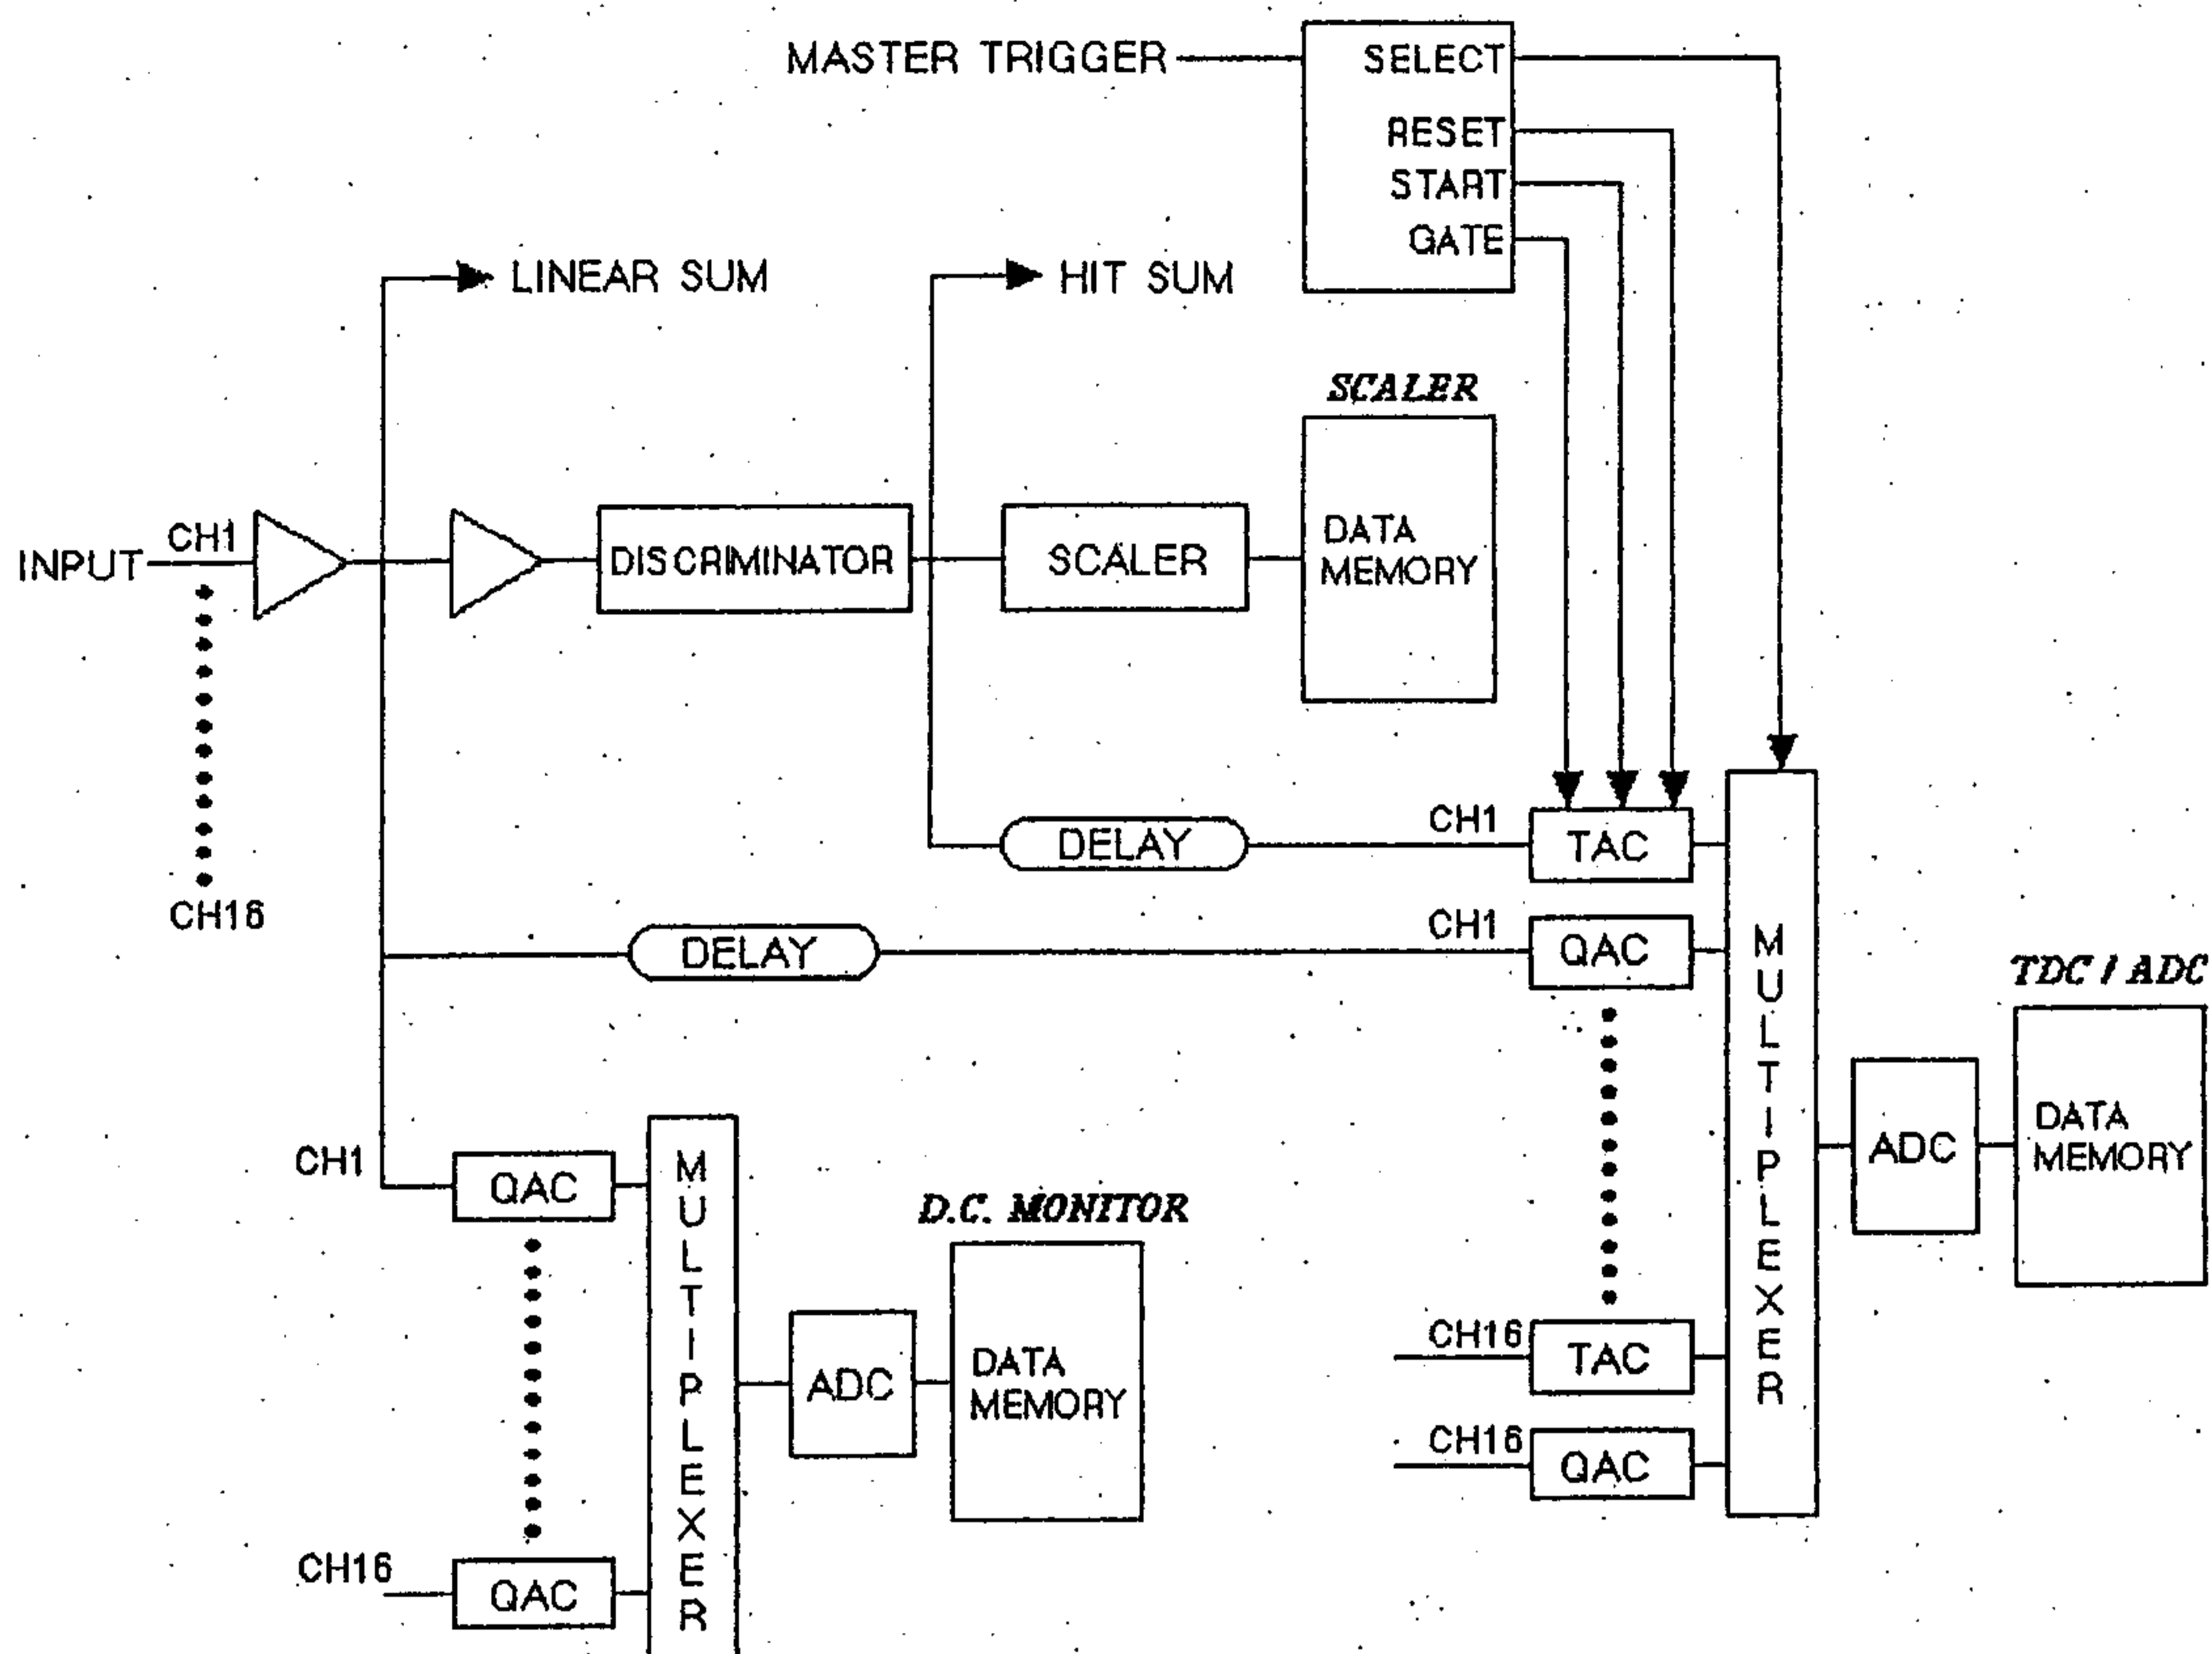 MASTER TRIGGER
SELECT
RESET
START
GATE
LINEAR SUM
HIT SUM
SCALER
INPUT
CH1
DISCRIMINATOR
SCALER
DATA
MEMORY
CH16
DELAY
CH1
TAC
DELAY
CH1
QAC
MULTIPLEXER
TDC / ADC
ADC
DATA
MEMORY
CH16
TAC
CH16
QAC
CH1
QAC
MULTIPLEXER
D.C. MONITOR
ADC
DATA
MEMORY
CH16
QAC